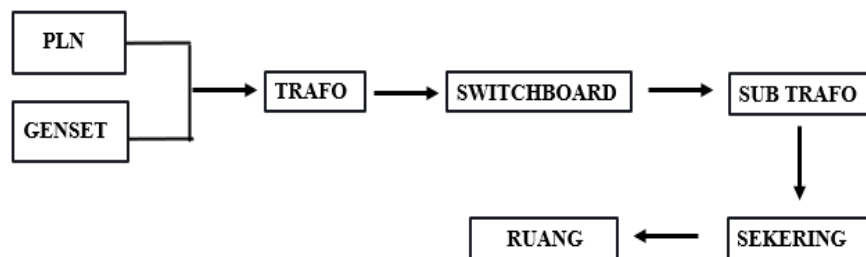 PLN
GENSET
TRAFO
SWITCHBOARD
SUB TRAFO
SEKERING
RUANG